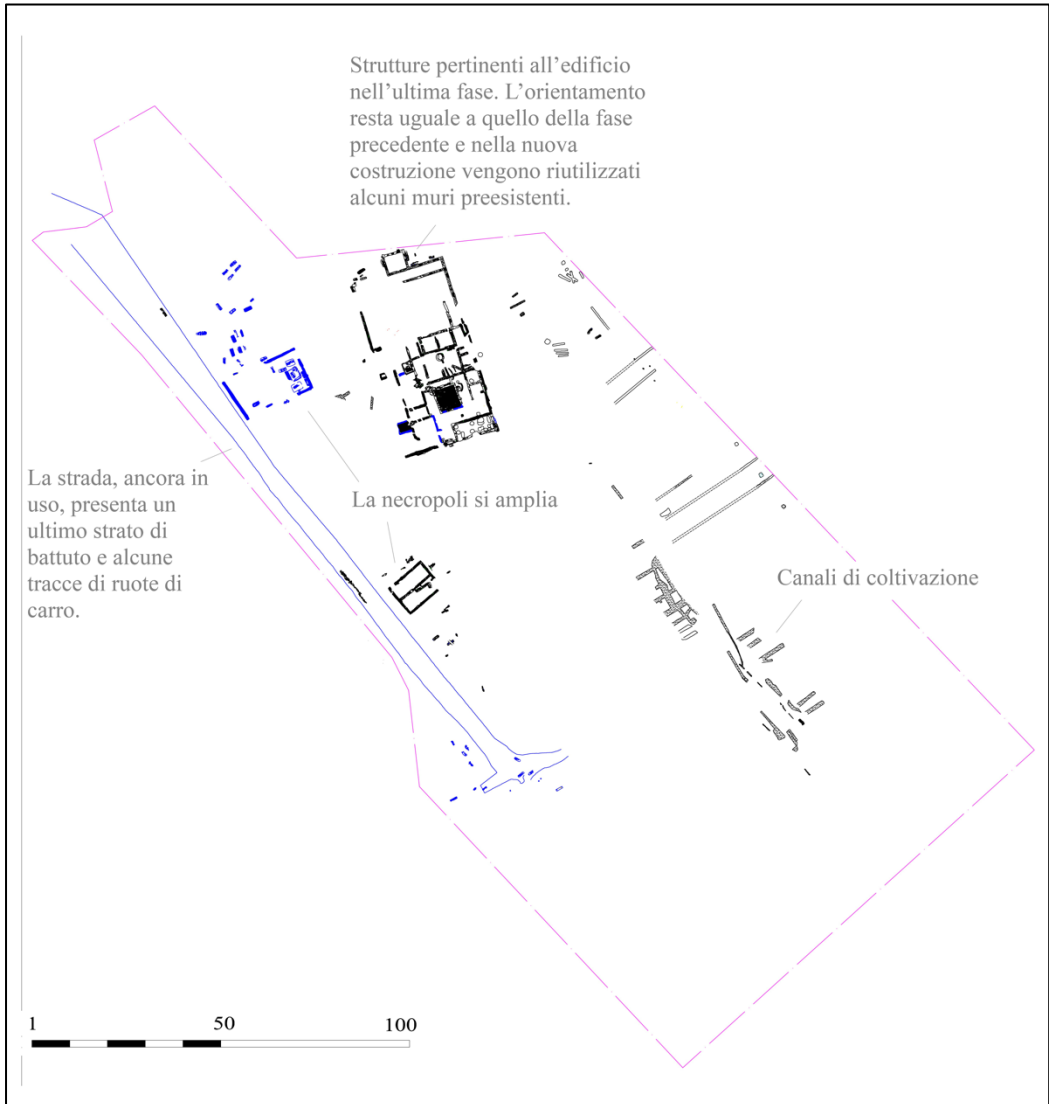 Strutture pertinenti all’edificio
nell’ultima fase. L’orientamento
resta uguale a quello della fase
precedente e nella nuova
costruzione vengono riutilizzati
alcuni muri preesistenti.
La strada, ancora in
uso, presenta un
ultimo strato di
battuto e alcune
tracce di ruote di
carro.
La necropoli si amplia
Canali di coltivazione
1 50 100